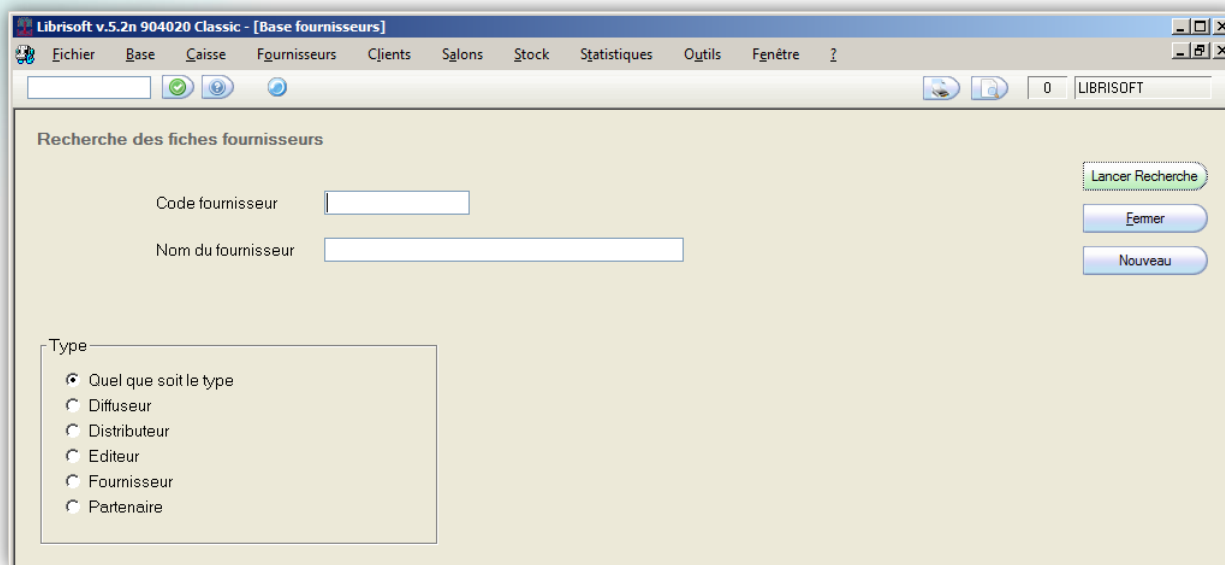 Librisoft v.5.2n 904020 Classic - [Base fournisseurs]
Fichier Base Caisse Fournisseurs Clients Salons Stock Statistiques Outils Fenêtre ?
0 LIBRISOFT
Recherche des fiches fournisseurs
Lancer Recherche
Code fournisseur
Fermer
Nom du fournisseur
Nouveau
Type
Quel que soit le type
Diffuseur
Distributeur
Editeur
Fournisseur
Partenaire